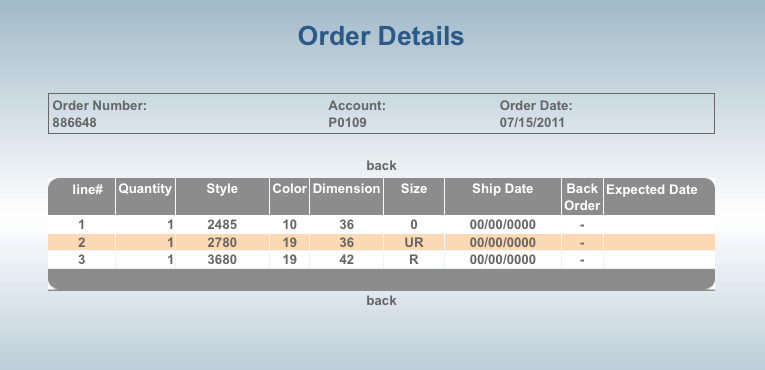 Order Details
Order Number: Account: Order Date:
886648 P0109 07/15/2011
back
line# Quantity Style Color Dimension Size Ship Date Back Order Expected Date
1 1 2485 10 36 0 00/00/0000 -
2 1 2780 19 36 UR 00/00/0000 -
3 1 3680 19 42 R 00/00/0000 -
back